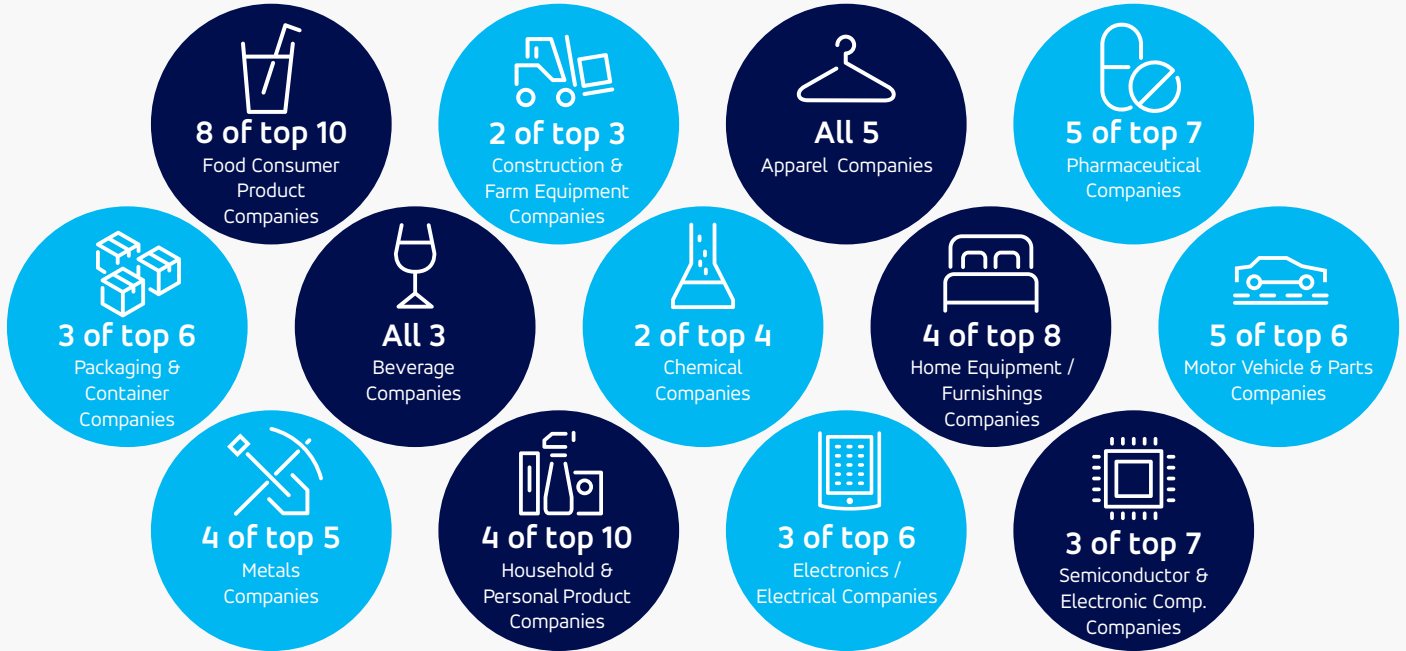 8 of top 10
Food Consumer
Product
Companies
2 of top 3
Construction &
Farm Equipment
Companies
All 5
Apparel Companies
5 of top 7
Pharmaceutical
Companies
3 of top 6
Packaging &
Container
Companies
All 3
Beverage
Companies
2 of top 4
Chemical
Companies
4 of top 8
Home Equipment /
Furnishings
Companies
5 of top 6
Motor Vehicle & Parts
Companies
4 of top 5
Metals
Companies
4 of top 10
Household &
Personal Product
Companies
3 of top 6
Electronics /
Electrical Companies
3 of top 7
Semiconductor &
Electronic Comp.
Companies